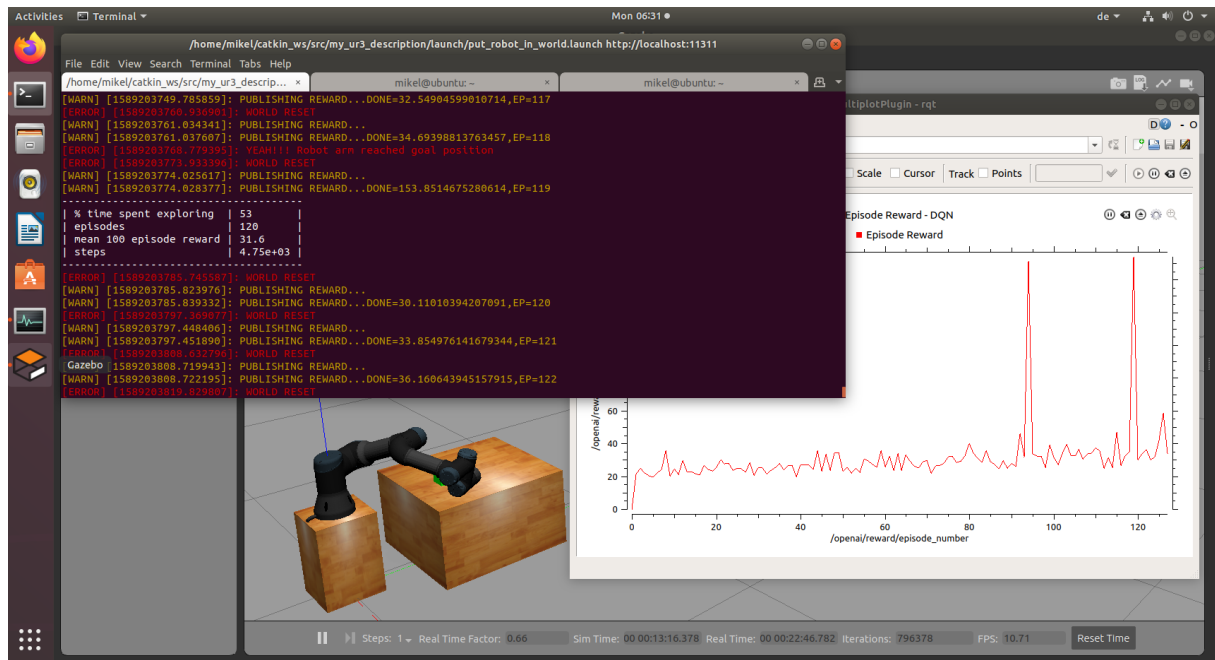 Activities
Terminal
Mon 06:31
de
/home/mikel/catkin_ws/src/my_ur3_description/launch/put_robot_in_world.launch http://localhost:11311
File Edit View Search Terminal Tabs Help
/home/mikel/catkin_ws/src/my_ur3_descrip...
mikel@ubuntu: ~
mikel@ubuntu: ~
[WARN] [1589203749.785859]: PUBLISHING REWARD...DONE=32.54904599010714,EP=117
[ERROR] [1589203760.936901]: WORLD RESET
[WARN] [1589203761.034341]: PUBLISHING REWARD...
[WARN] [1589203761.037607]: PUBLISHING REWARD...DONE=34.69398813763457,EP=118
[ERROR] [1589203768.779395]: YEAH!!! Robot arm reached goal position
[ERROR] [1589203773.933396]: WORLD RESET
[WARN] [1589203774.025617]: PUBLISHING REWARD...
[WARN] [1589203774.028377]: PUBLISHING REWARD...DONE=153.8514675280614,EP=119
--------------------------------------
| % time spent exploring | 53 |
| episodes | 120 |
| mean 100 episode reward | 31.6 |
| steps | 4.75e+03 |
--------------------------------------
[ERROR] [1589203785.745587]: WORLD RESET
[WARN] [1589203785.823976]: PUBLISHING REWARD...
[WARN] [1589203785.839332]: PUBLISHING REWARD...DONE=30.11010394207091,EP=120
[ERROR] [1589203797.369077]: WORLD RESET
[WARN] [1589203797.448406]: PUBLISHING REWARD...
[WARN] [1589203797.451890]: PUBLISHING REWARD...DONE=33.854976141679344,EP=121
[ERROR] [1589203808.632796]: WORLD RESET
Gazebo
1589203808.719943]: PUBLISHING REWARD...
[WARN] [1589203808.722195]: PUBLISHING REWARD...DONE=36.160643945157915,EP=122
[ERROR] [1589203819.829807]: WORLD RESET
ltiplotPlugin - rqt
D - O
Scale Cursor Track Points
Episode Reward - DQN
Episode Reward
60
40
20
0
/openai/rew
0 20 40 60 80 100 120
/openai/reward/episode_number
Steps: 1 Real Time Factor: 0.66 Sim Time: 00 00:13:16.378 Real Time: 00 00:22:46.782 Iterations: 796378 FPS: 10.71 Reset Time